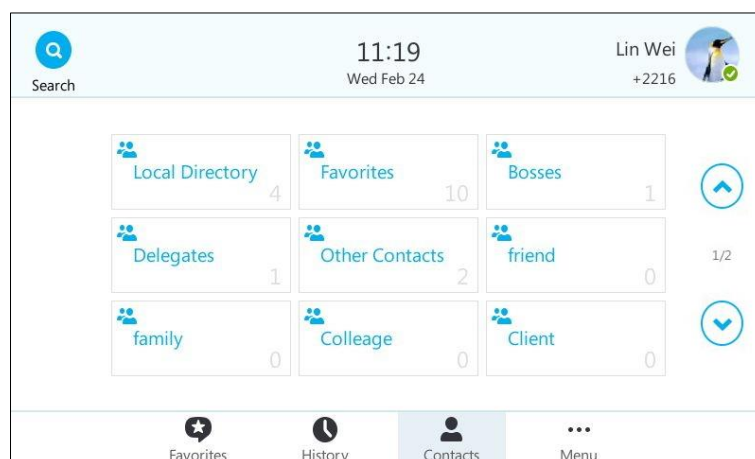 11:19
Lin Wei
Search
Wed Feb 24
+2216
Local Directory
4
Favorites
10
Bosses
1
Delegates
1
Other Contacts
2
friend
0
1/2
family
0
Colleage
0
Client
0
Favorites
History
Contacts
Menu